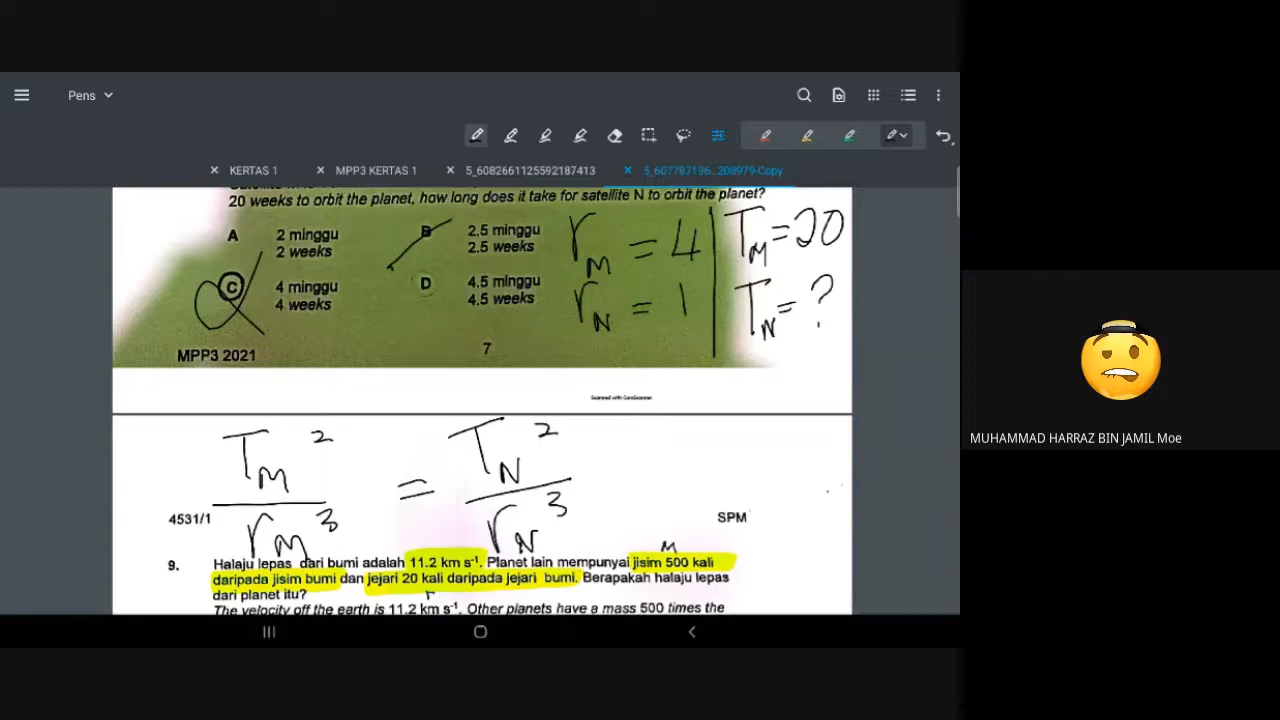 Pens
KERTAS 1
MPP3 KERTAS 1
5_6082661125592187413
5_607787196...208979-Copy
20 weeks to orbit the planet, how long does it take for satellite N to orbit the planet?
A 2 minggu
2 weeks
B 2.5 minggu
2.5 weeks
C 4 minggu
4 weeks
D 4.5 minggu
4.5 weeks
rM = 4
rN = 1
TM = 20
TN = ?
MPP3 2021
7
Scanned with CamScanner
TM² = TN²
rM³ rN³
4531/1
SPM
M
9. Halaju lepas dari bumi adalah 11.2 km s⁻¹. Planet lain mempunyai jisim 500 kali
daripada jisim bumi dan jejari 20 kali daripada jejari bumi. Berapakah halaju lepas
dari planet itu?
r
The velocity off the earth is 11.2 km s⁻¹. Other planets have a mass 500 times the
MUHAMMAD HARRAZ BIN JAMIL Moe